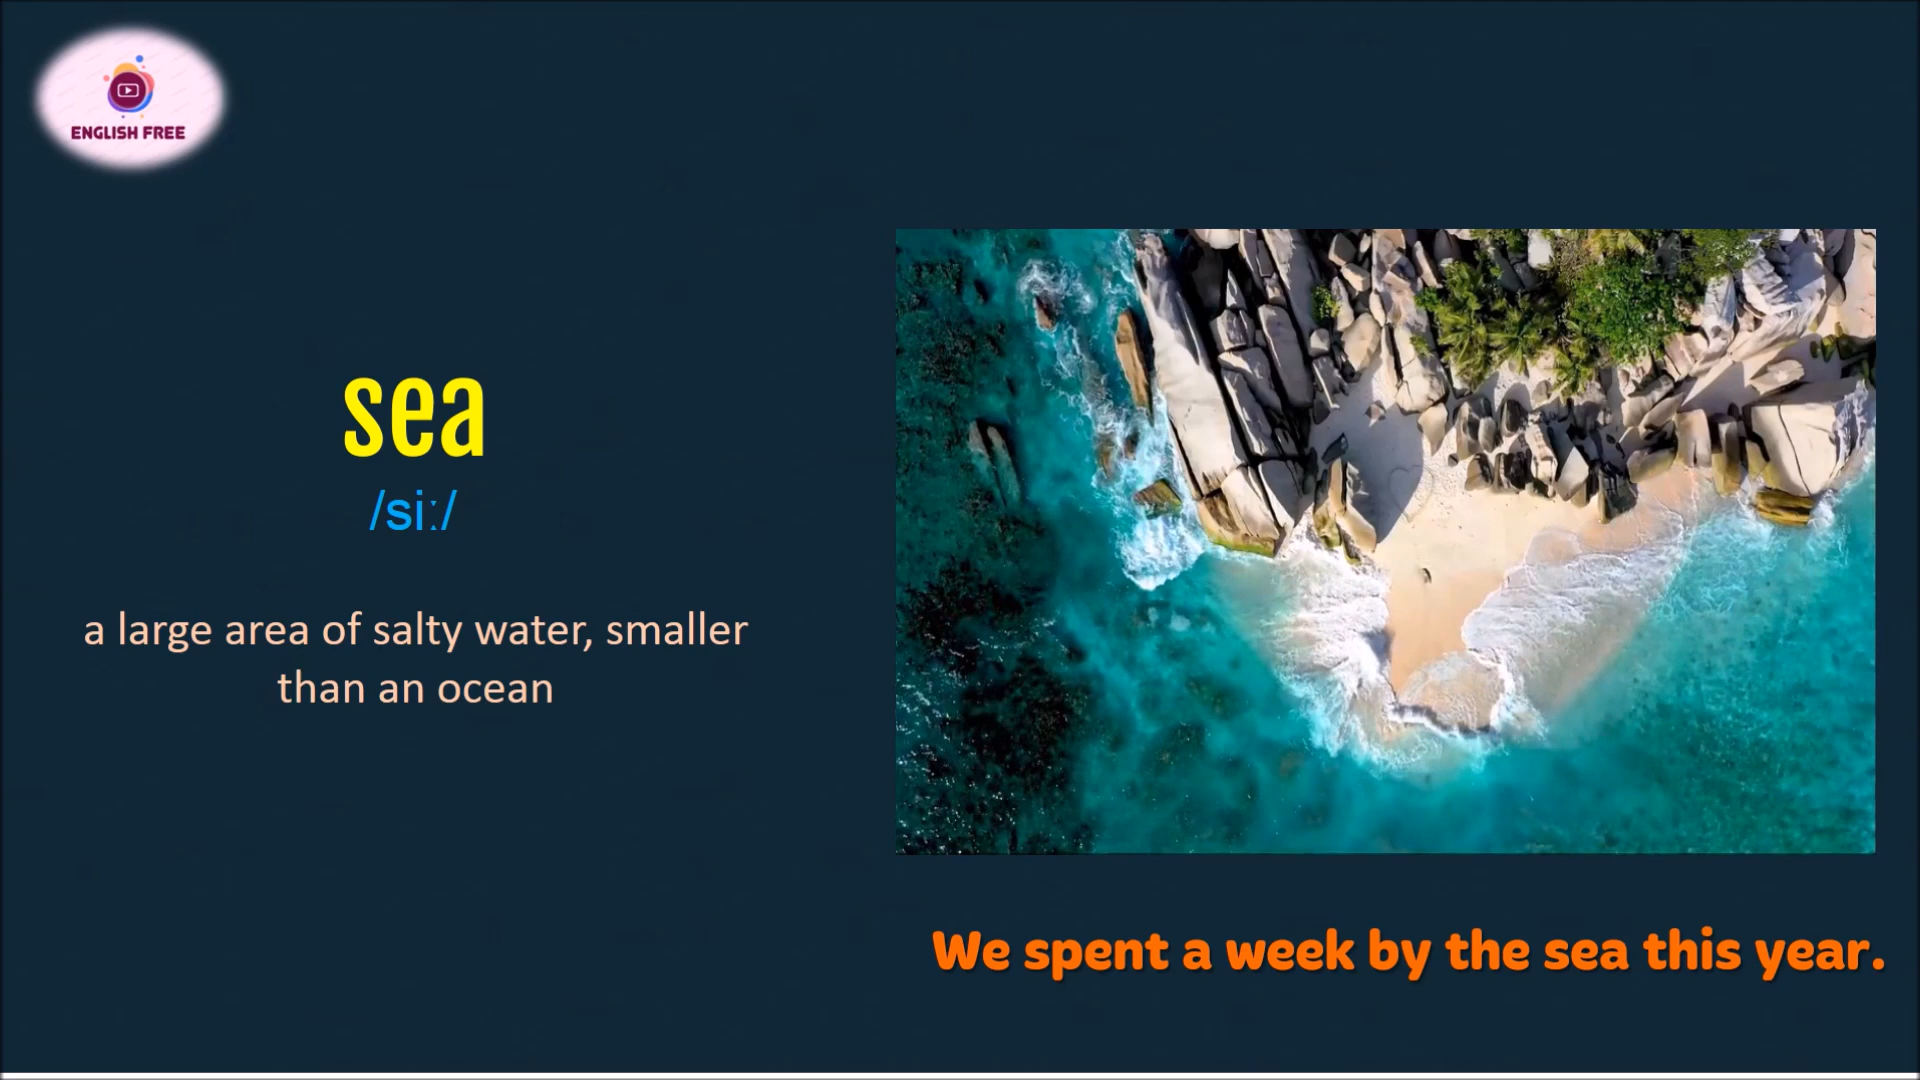 ENGLISH FREE
sea
/siː/
a large area of salty water, smaller
than an ocean
We spent a week by the sea this year.